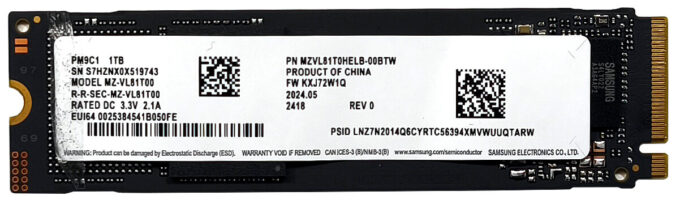 PM9C1 1TB
SN S7HZNX0X519743
MODEL MZ-VL81T00
R-R-SEC-MZ-VL81T00
RATED DC 3.3V 2.1A
EUI64 0025384541B050FE
PN MZVL81T0HELB-00BTW
PRODUCT OF CHINA
FW KXJ72W1Q
2024.05
2418 REV 0
PSID LNZ7N2014Q6CYRTC56394XMVWUUQTARW
WARNING: Product can be damaged by Electrostatic Discharge (ESD). WARRANTY VOID IF REMOVED CAN ICES-3 (B)/NMB-3(B) www.samsung.com/semiconductor SAMSUNG ELECTRONICS CO., LTD.
97
69
SAMSUNG